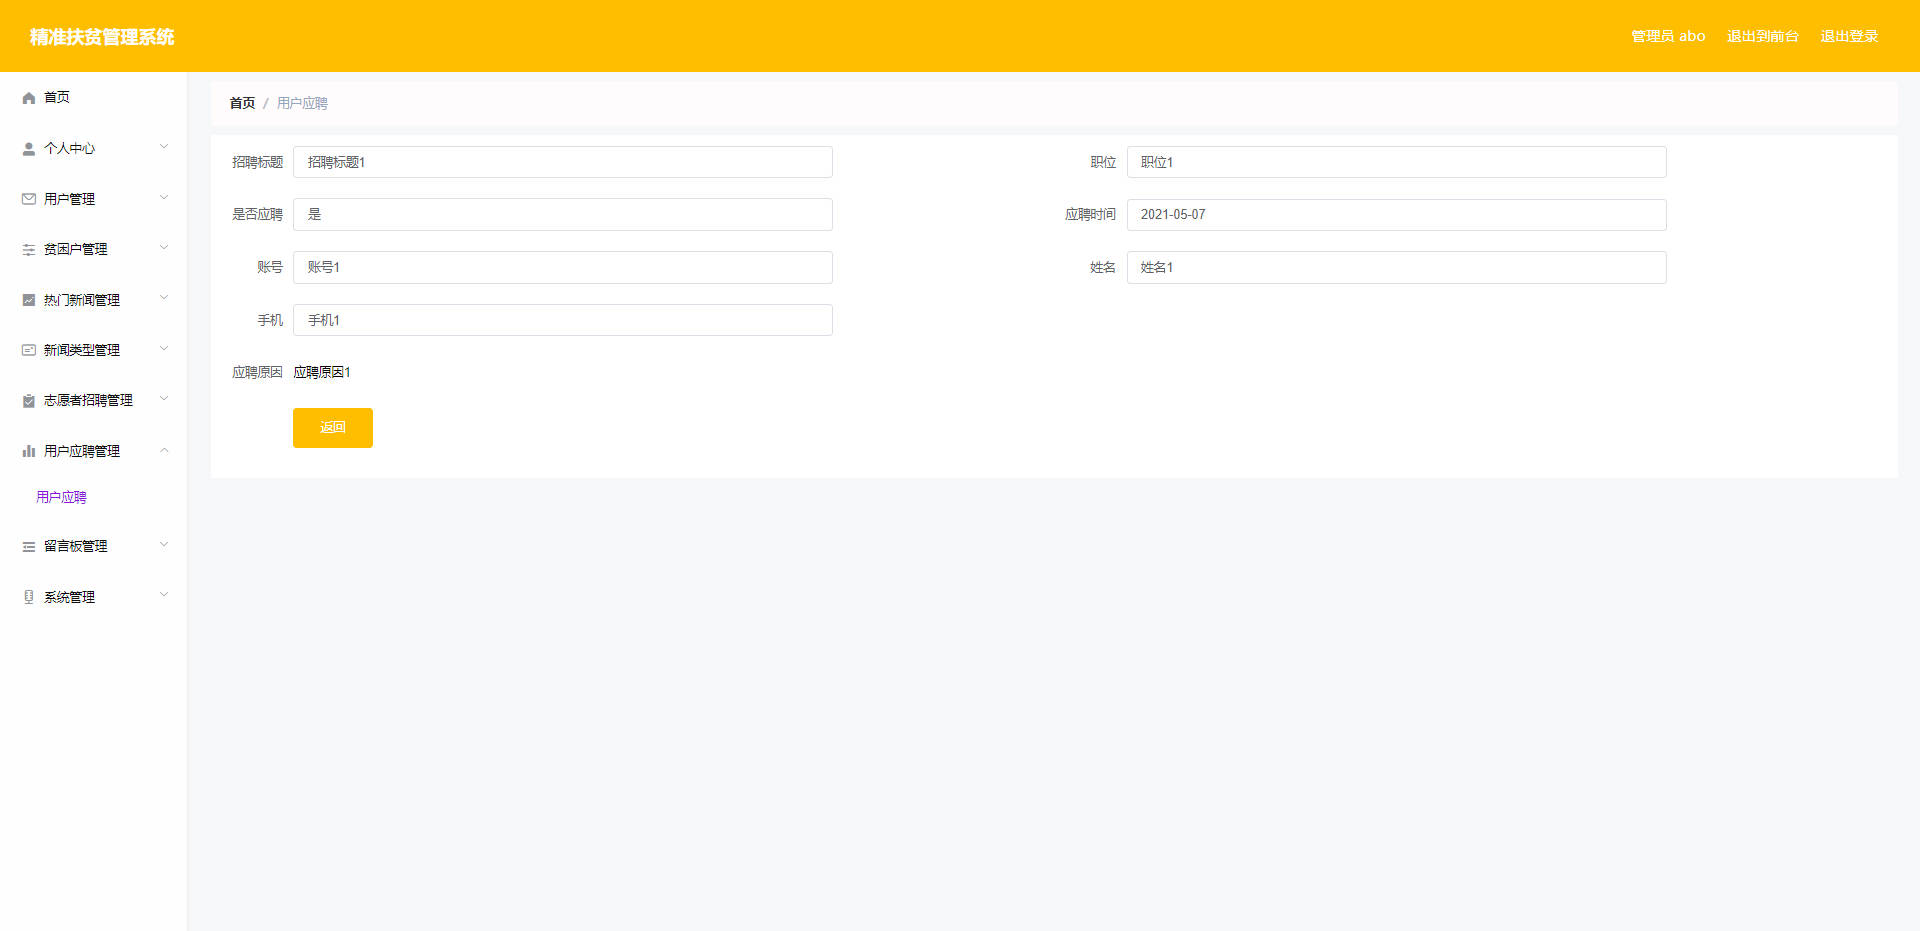 精准扶贫管理系统
管理员 abo 退出到前台 退出登录
首页
个人中心
用户管理
贫困户管理
热门新闻管理
新闻类型管理
志愿者招聘管理
用户应聘管理
用户应聘
留言板管理
系统管理
首页 / 用户应聘
招聘标题 招聘标题1 职位 职位1
是否应聘 是 应聘时间 2021-05-07
账号 账号1 姓名 姓名1
手机 手机1
应聘原因 应聘原因1
返回